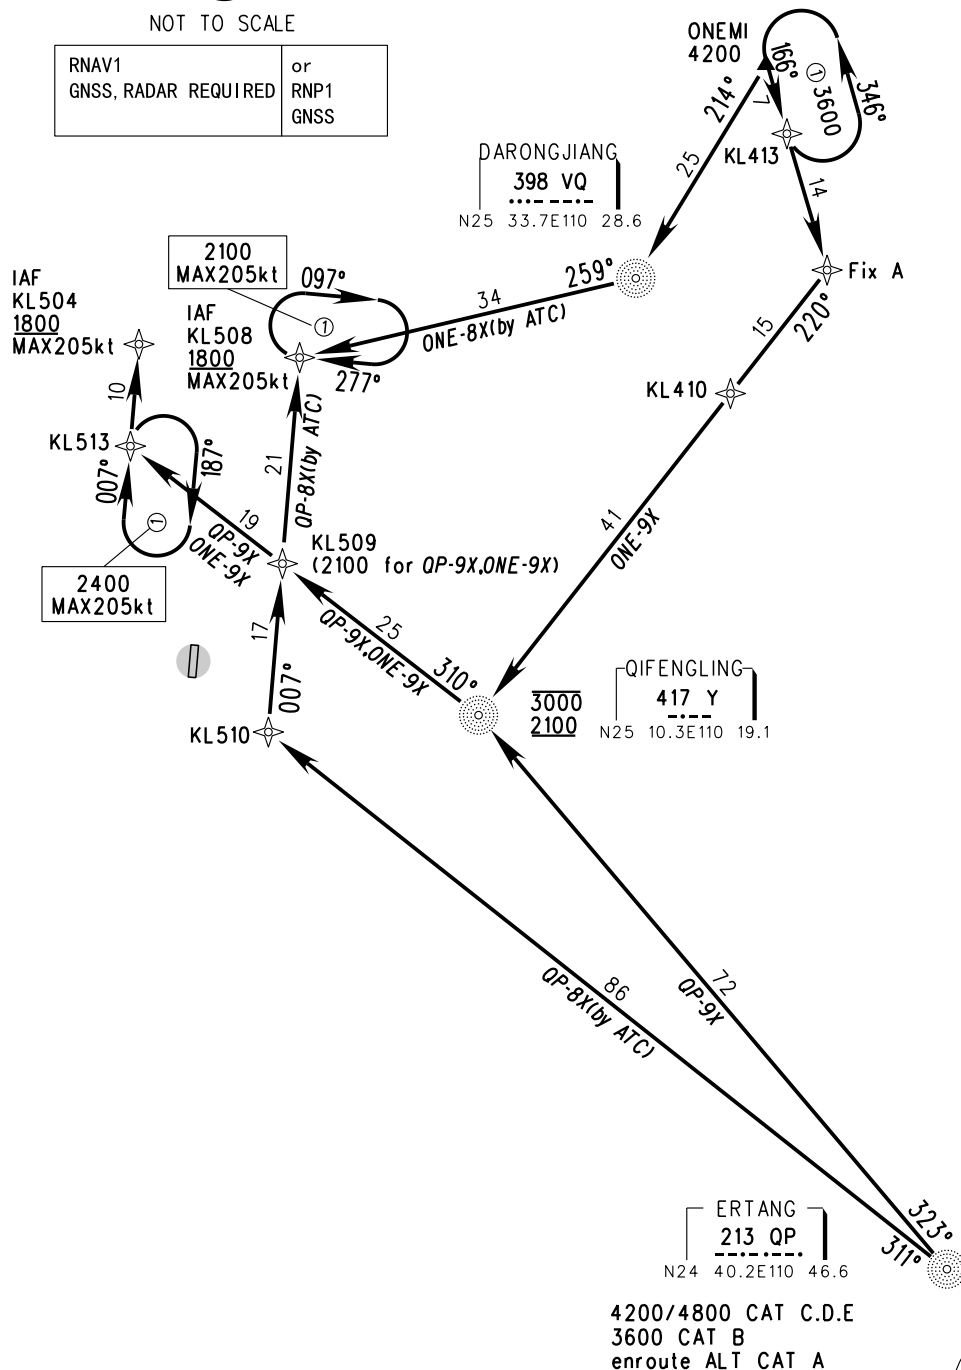 NOT TO SCALE
RNAV1
GNSS, RADAR REQUIRED
or
RNP1
GNSS
ONEMI
4200
166°
7
① 3600
346°
KL413
14
214°
25
DARONGJIANG
398 VQ
N25 33.7E110 28.6
2100
MAX205kt
097°
①
277°
259°
34
ONE-8X(by ATC)
Fix A
220°
15
KL410
IAF
KL504
1800
MAX205kt
IAF
KL508
1800
MAX205kt
10
KL513
007°
187°
①
2400
MAX205kt
21
QP-8X(by ATC)
19
QP-9X
ONE-9X
KL509
(2100 for QP-9X,ONE-9X)
41
ONE-9X
17
007°
25
QP-9X,ONE-9X
310°
3000
2100
QIFENGLING
417 Y
N25 10.3E110 19.1
KL510
86
QP-8X(by ATC)
72
QP-9X
ERTANG
213 QP
N24 40.2E110 46.6
323°
311°
4200/4800 CAT C.D.E
3600 CAT B
enroute ALT CAT A